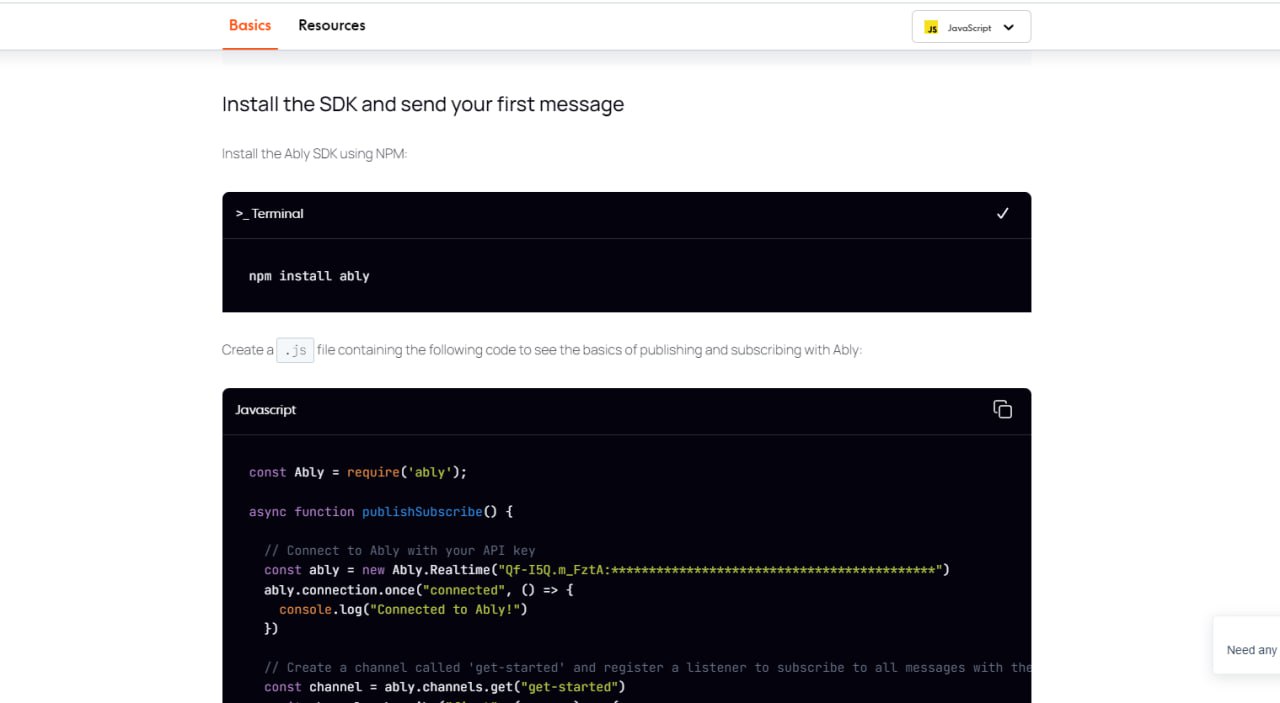 Basics Resources
JS JavaScript
Install the SDK and send your first message
Install the Ably SDK using NPM:
>_ Terminal
npm install ably
Create a .js file containing the following code to see the basics of publishing and subscribing with Ably:
Javascript
const Ably = require('ably');
async function publishSubscribe() {
// Connect to Ably with your API key
const ably = new Ably.Realtime("Qf-I5Q.m_FztA:*******************************************")
ably.connection.once("connected", () => {
console.log("Connected to Ably!")
})
// Create a channel called 'get-started' and register a listener to subscribe to all messages with the
const channel = ably.channels.get("get-started")
Need any